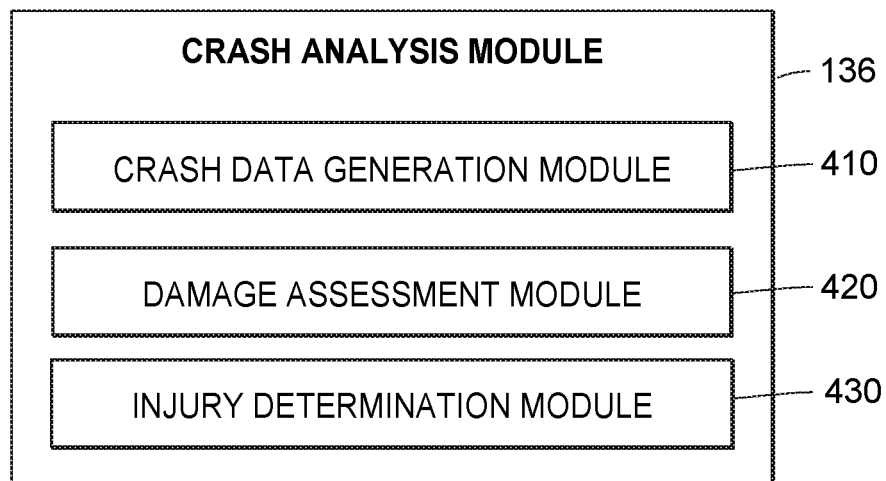 CRASH ANALYSIS MODULE
136
CRASH DATA GENERATION MODULE
410
DAMAGE ASSESSMENT MODULE
420
INJURY DETERMINATION MODULE
430